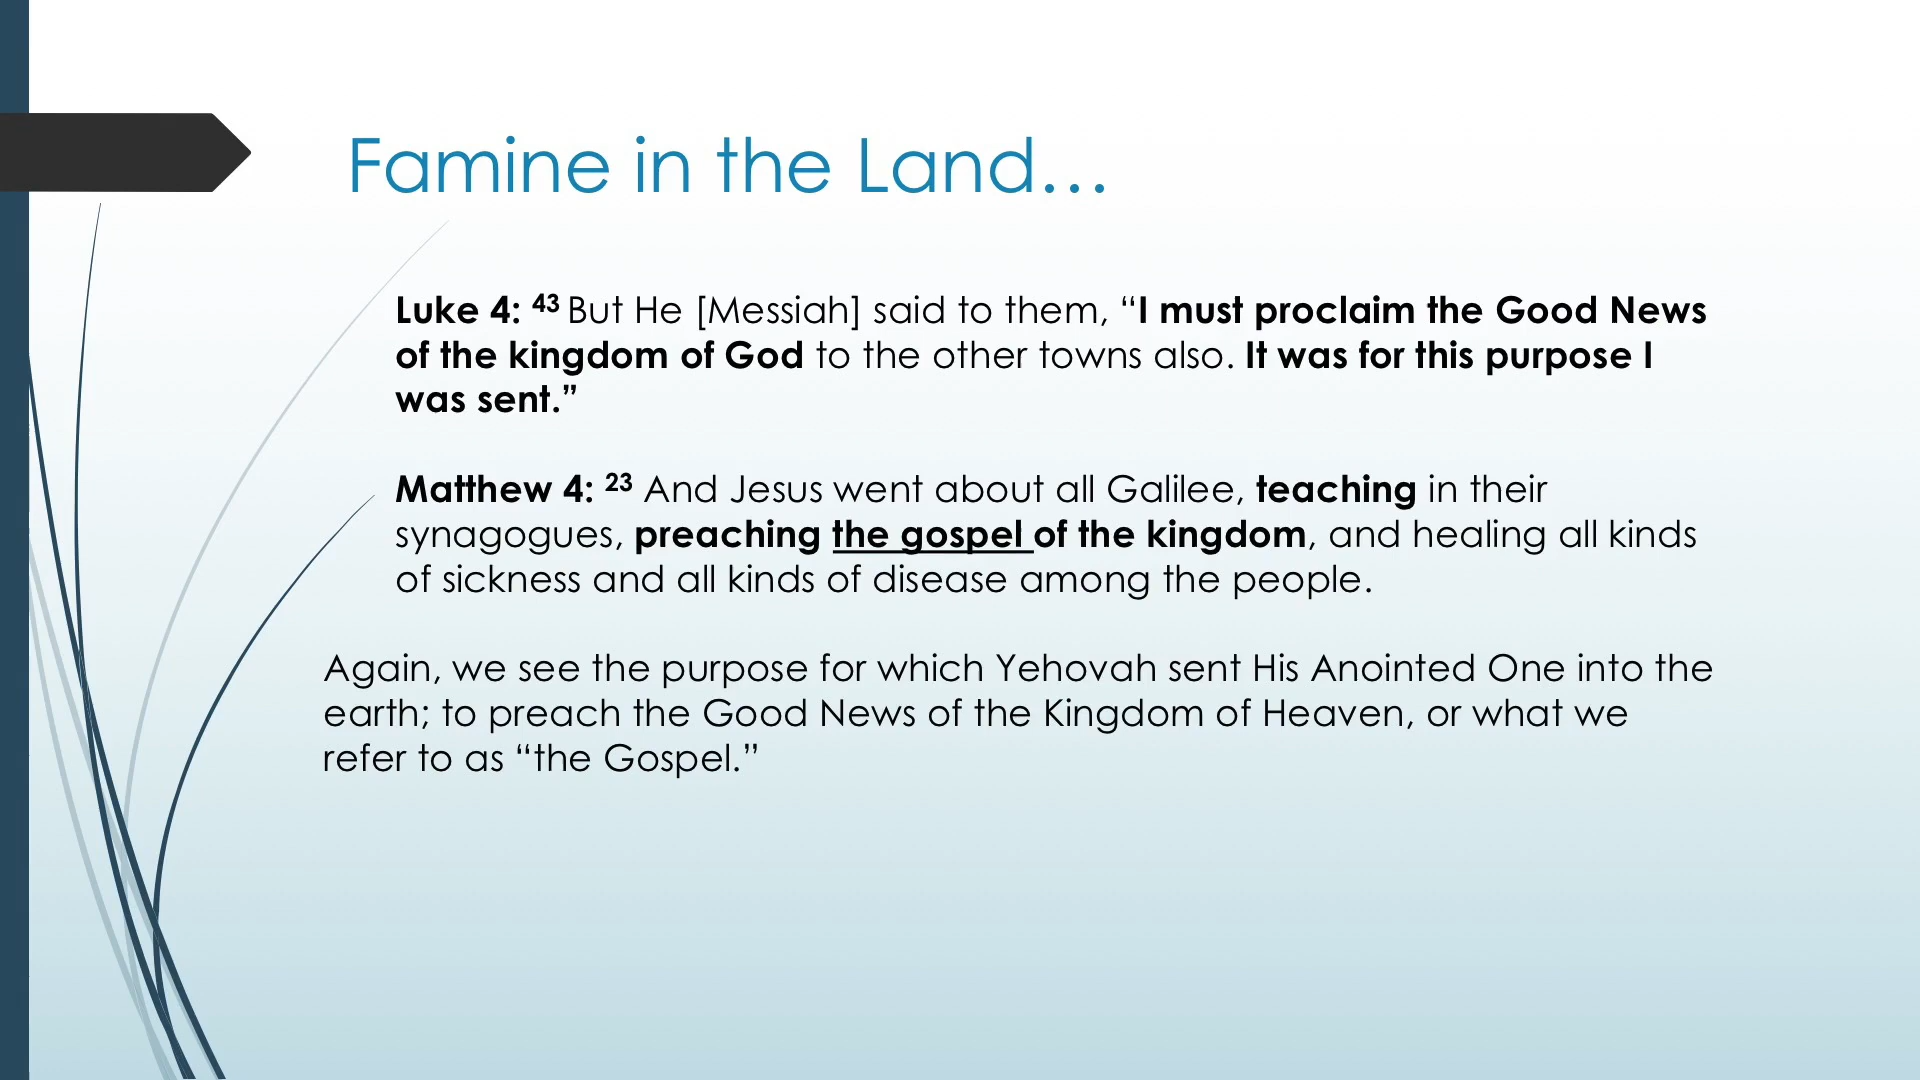 Famine in the Land…
Luke 4: 43 But He [Messiah] said to them, “I must proclaim the Good News
of the kingdom of God to the other towns also. It was for this purpose I
was sent.”
Matthew 4: 23 And Jesus went about all Galilee, teaching in their
synagogues, preaching the gospel of the kingdom, and healing all kinds
of sickness and all kinds of disease among the people.
Again, we see the purpose for which Yehovah sent His Anointed One into the
earth; to preach the Good News of the Kingdom of Heaven, or what we
refer to as “the Gospel.”